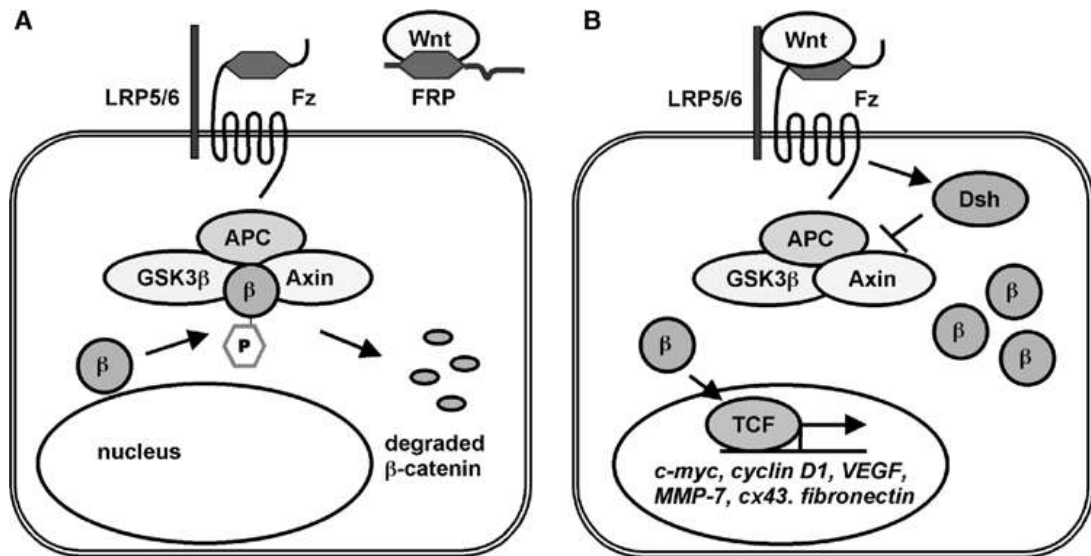 A
Wnt
LRP5/6
Fz
FRP
APC
GSK3β
Axin
β
P
β
nucleus
degraded
β-catenin
B
Wnt
LRP5/6
Fz
Dsh
APC
GSK3β
Axin
β
β
β
β
TCF
c-myc, cyclin D1, VEGF,
MMP-7, cx43. fibronectin